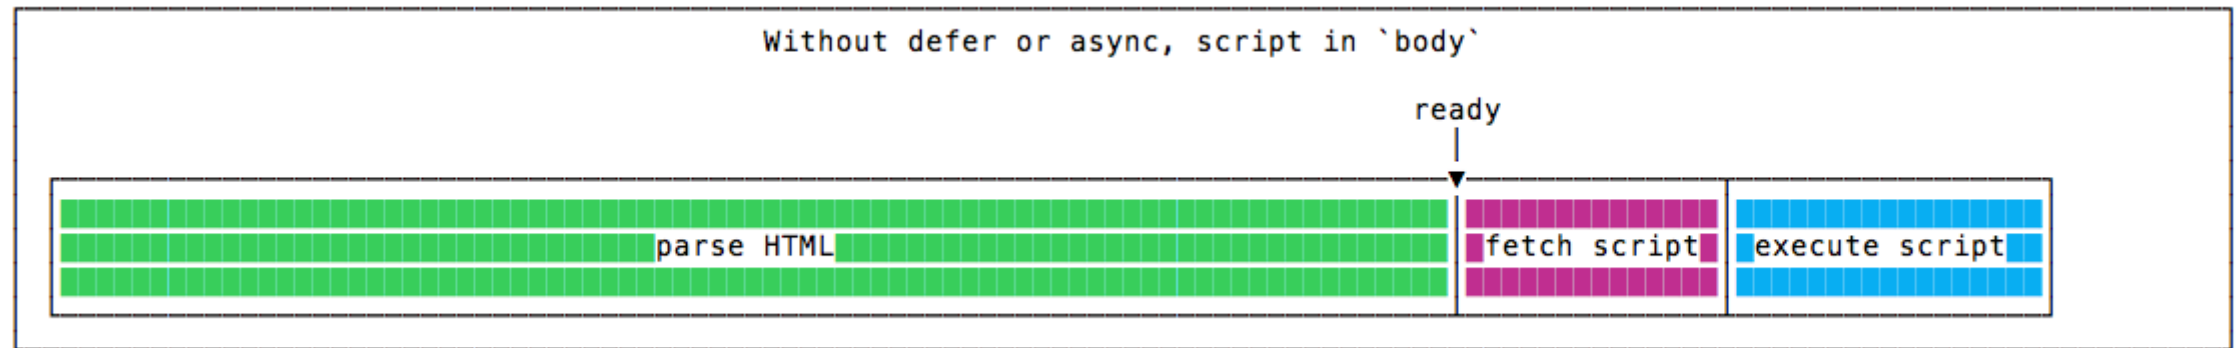 Without defer or async, script in `body`
ready
parse HTML fetch script execute script